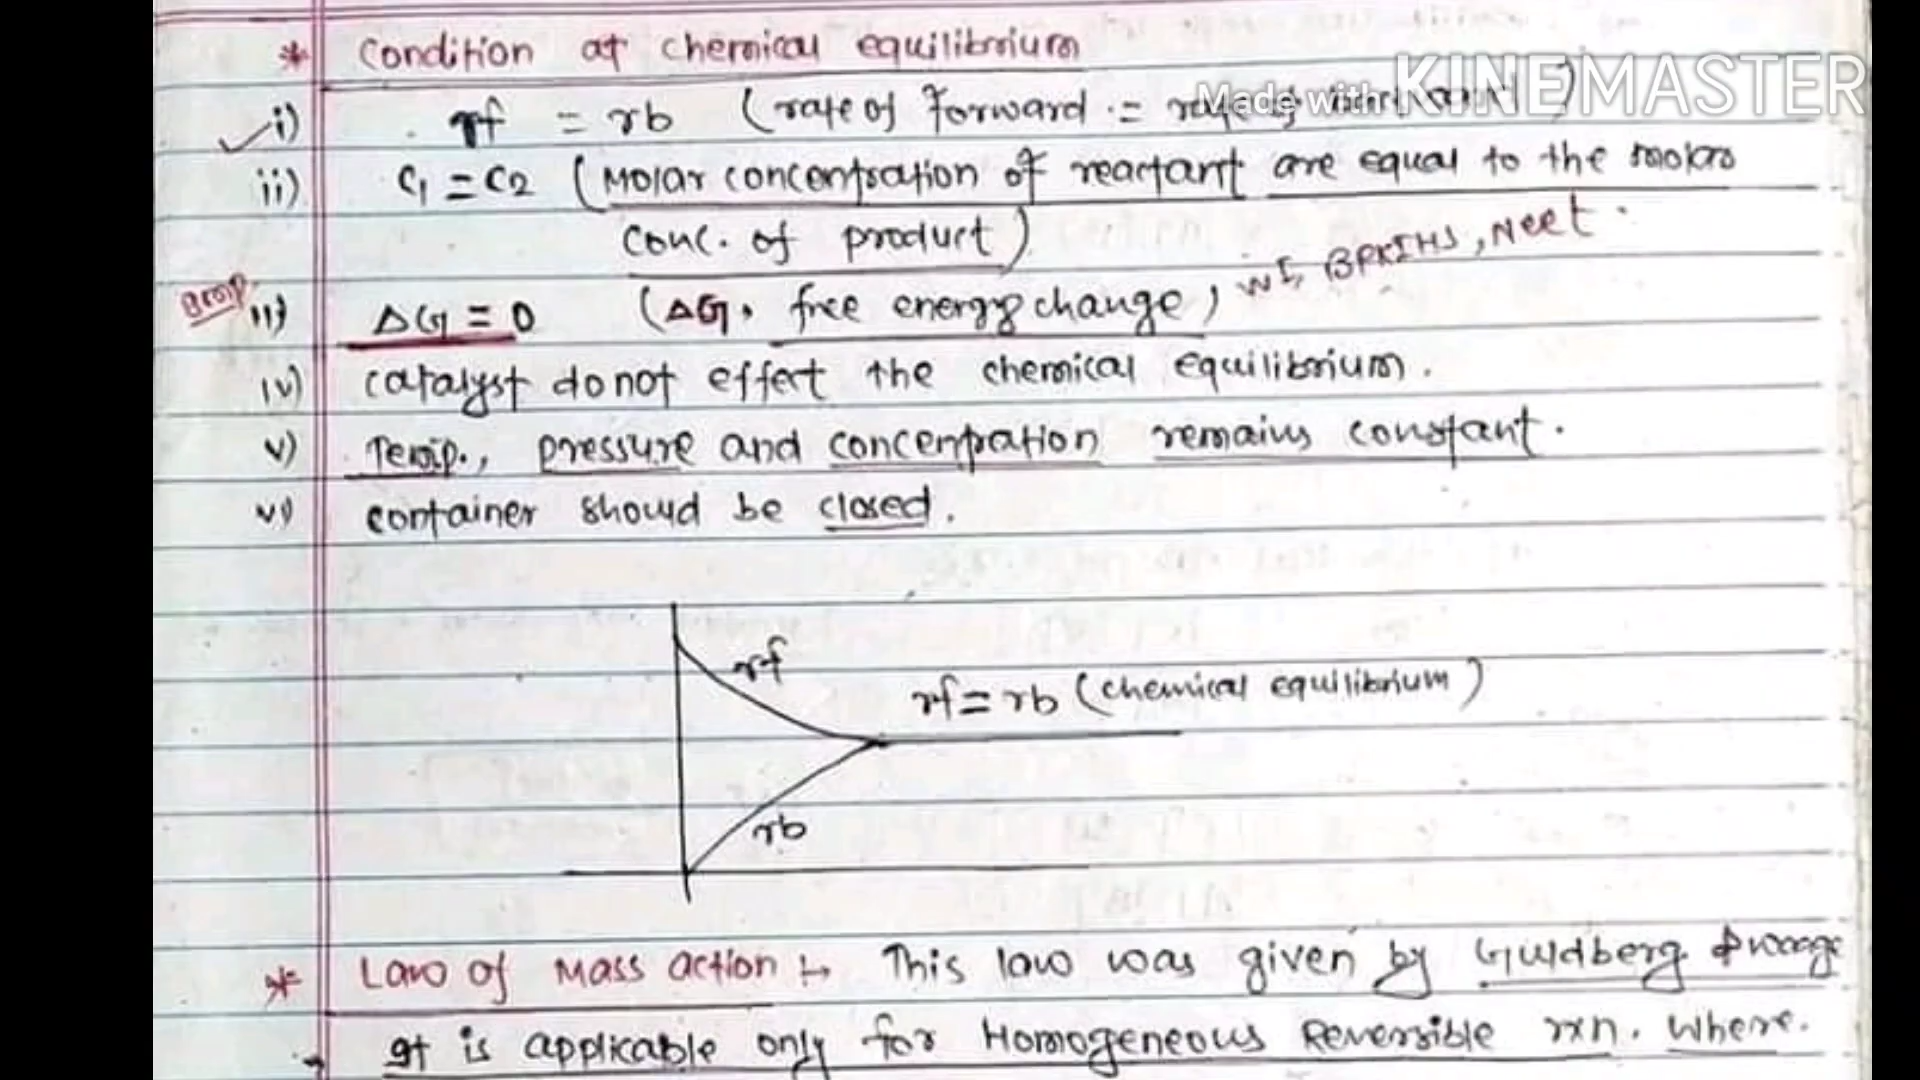 * Condition at chemical equilibrium
Made with KINEMASTER
i) rf = rb (rate of forward = rate of
ii) C1 = C2 (Molar concentration of reactant are equal to the molar
conc. of product)
iii) ΔG = 0 (ΔG, free energy change) BPKIHS, Neet.
iv) catalyst do not effect the chemical equilibrium.
v) Temp., pressure and concentration remains constant.
vi) container should be closed.
rf
rf = rb (chemical equilibrium)
rb
* Law of Mass action :- This law was given by Guldberg & waage
It is applicable only for Homogeneous Reversible rxn. Where.